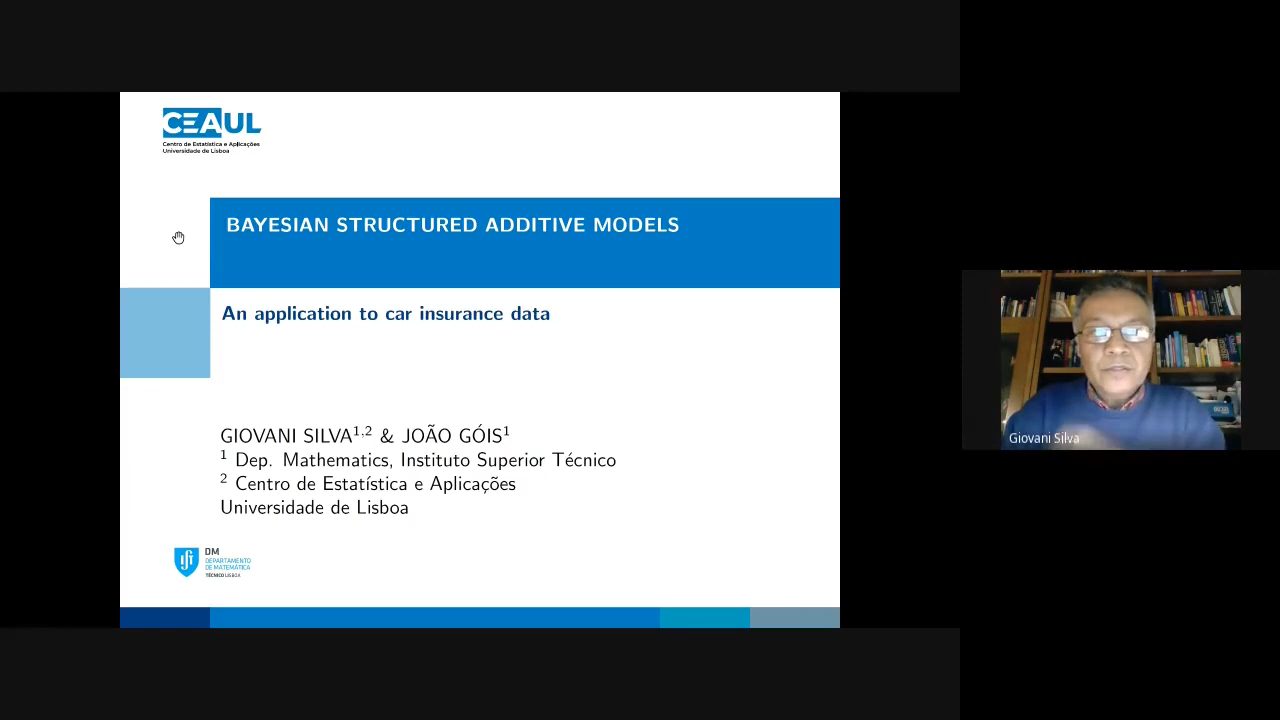 CEAUL
Centro de Estatística e Aplicações
Universidade de Lisboa
BAYESIAN STRUCTURED ADDITIVE MODELS
An application to car insurance data
GIOVANI SILVA1,2 & JOÃO GÓIS1
1 Dep. Mathematics, Instituto Superior Técnico
2 Centro de Estatística e Aplicações
Universidade de Lisboa
DM
DEPARTAMENTO
DE MATEMÁTICA
TÉCNICO LISBOA
Giovani Silva